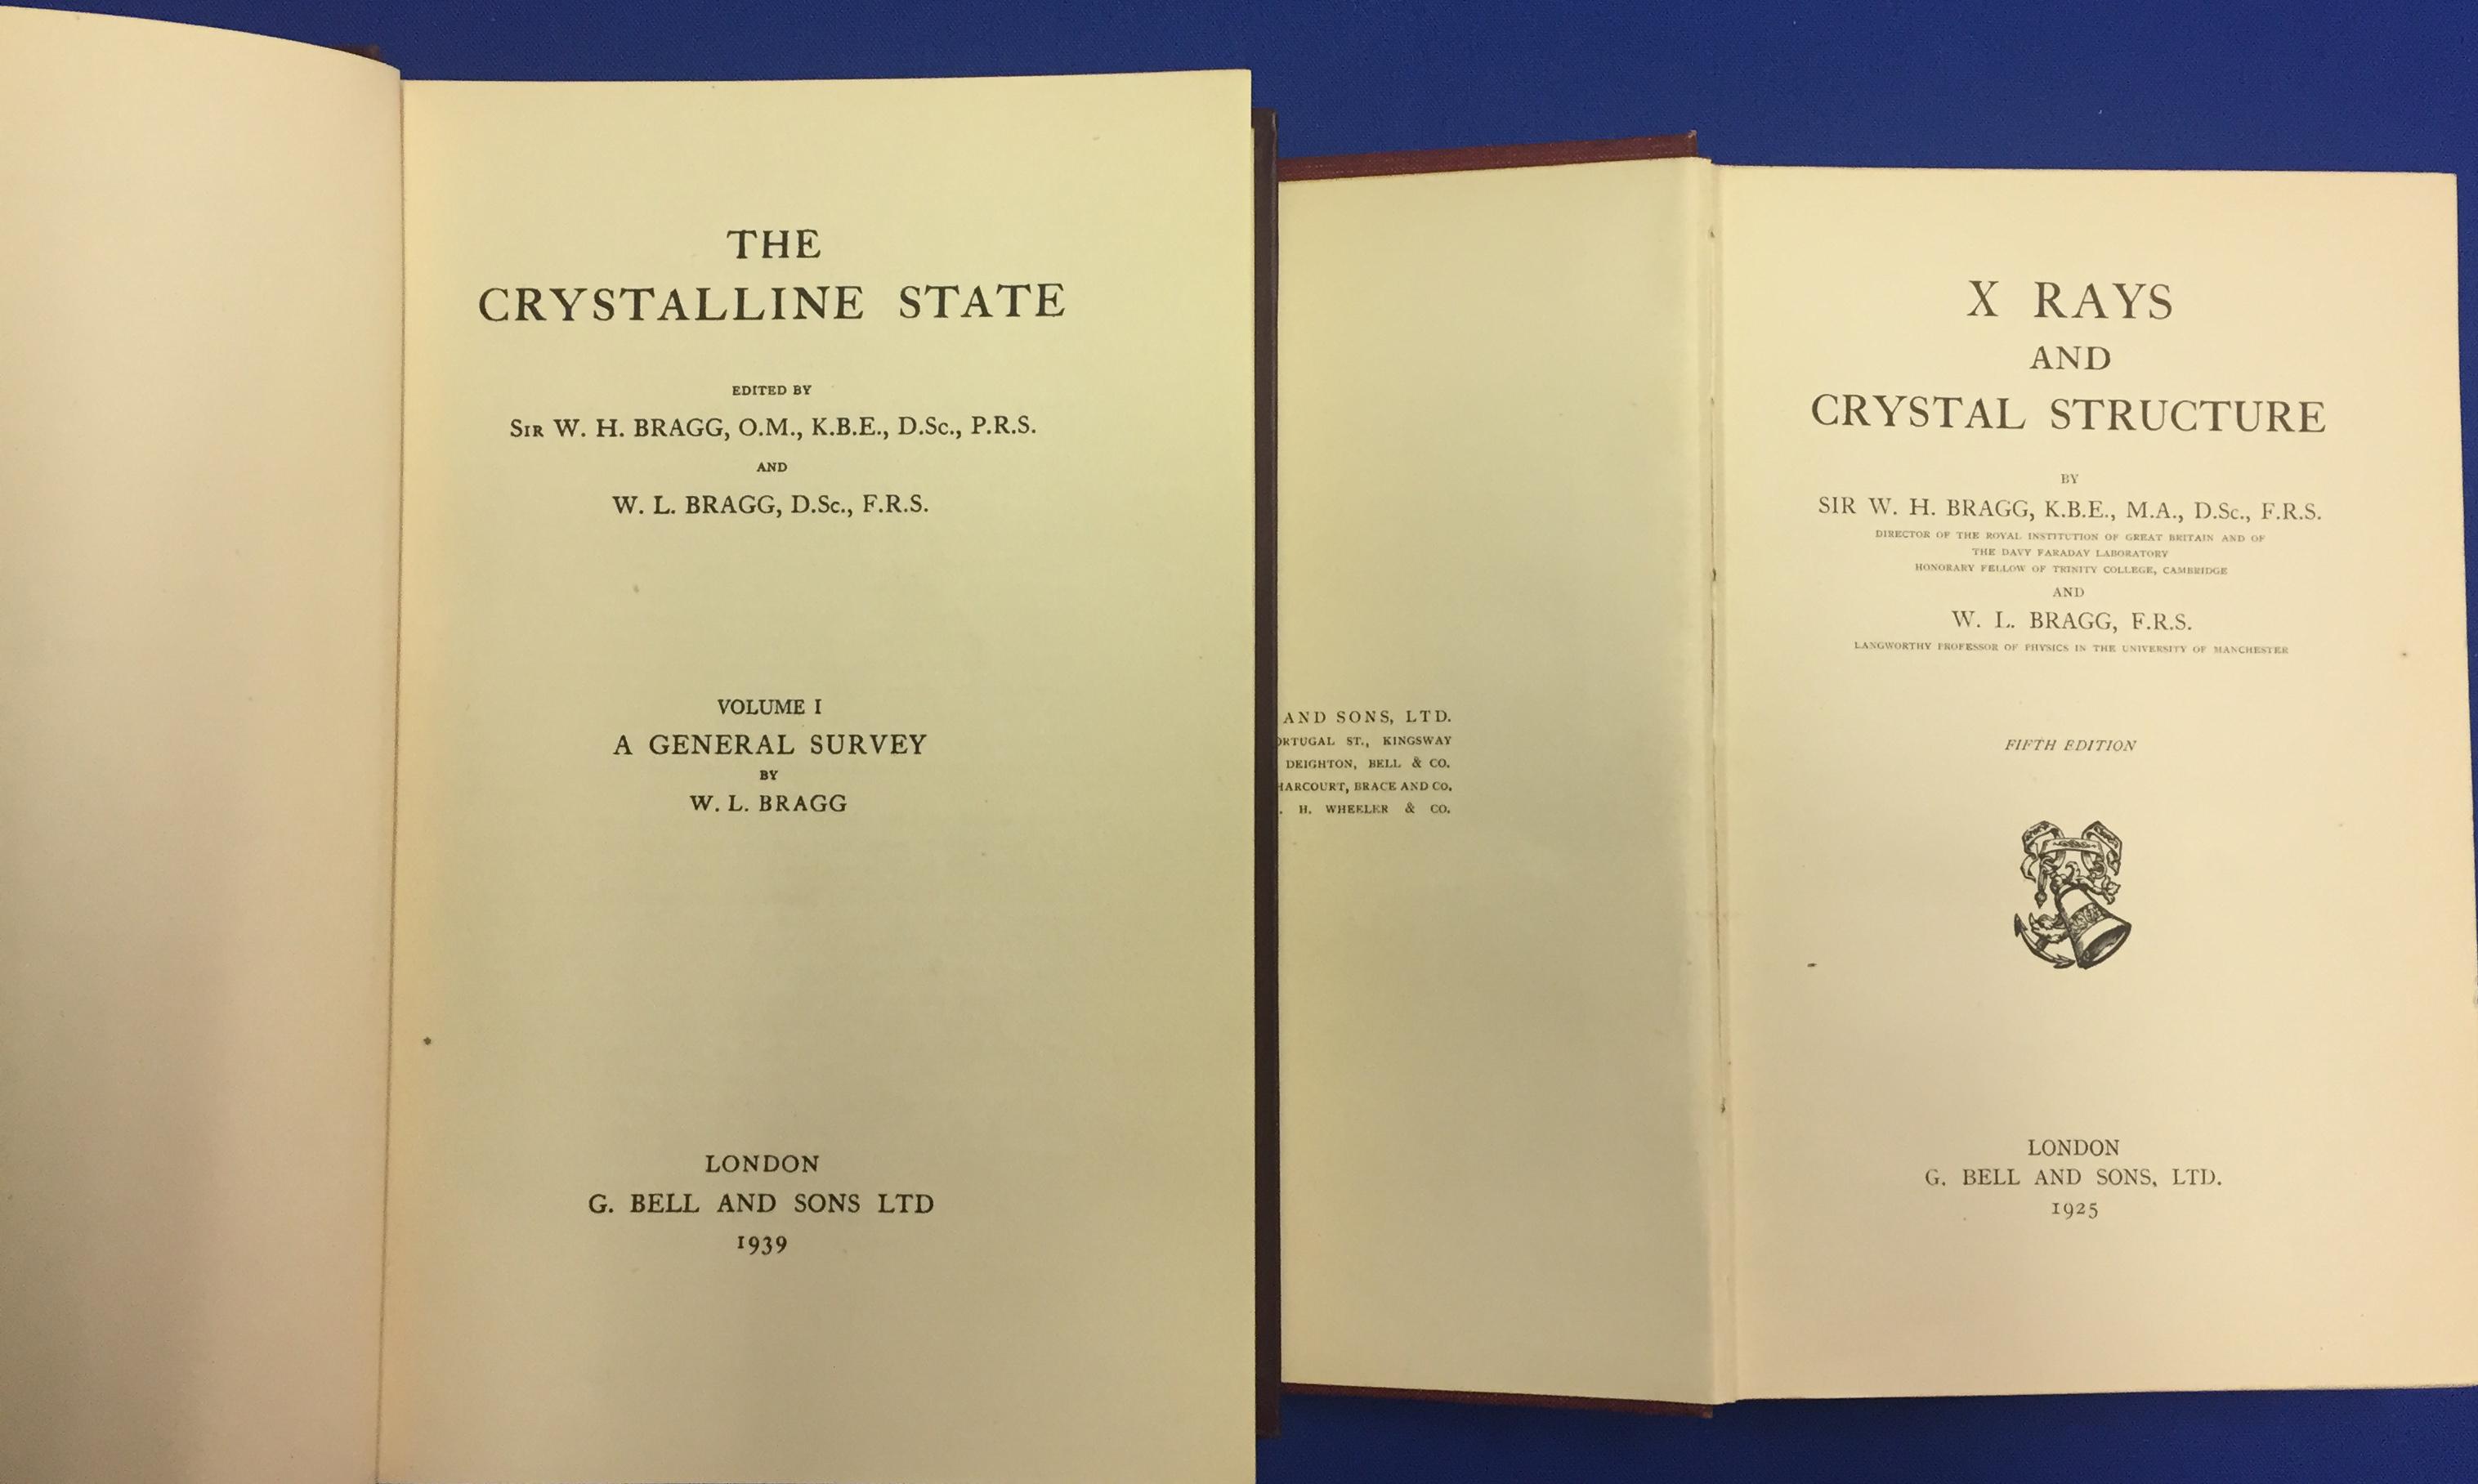 THE
CRYSTALLINE STATE
EDITED BY
SIR W. H. BRAGG, O.M., K.B.E., D.Sc., P.R.S.
AND
W. L. BRAGG, D.Sc., F.R.S.
VOLUME I
A GENERAL SURVEY
BY
W. L. BRAGG
LONDON
G. BELL AND SONS LTD
1939
AND SONS, LTD.
ORTUGAL ST., KINGSWAY
DEIGHTON, BELL & CO.
HARCOURT, BRACE AND CO.
. H. WHEELER & CO.
X RAYS
AND
CRYSTAL STRUCTURE
BY
SIR W. H. BRAGG, K.B.E., M.A., D.Sc., F.R.S.
DIRECTOR OF THE ROYAL INSTITUTION OF GREAT BRITAIN AND OF
THE DAVY FARADAY LABORATORY
HONORARY FELLOW OF TRINITY COLLEGE, CAMBRIDGE
AND
W. L. BRAGG, F.R.S.
LANGWORTHY PROFESSOR OF PHYSICS IN THE UNIVERSITY OF MANCHESTER
FIFTH EDITION
LONDON
G. BELL AND SONS, LTD.
1925